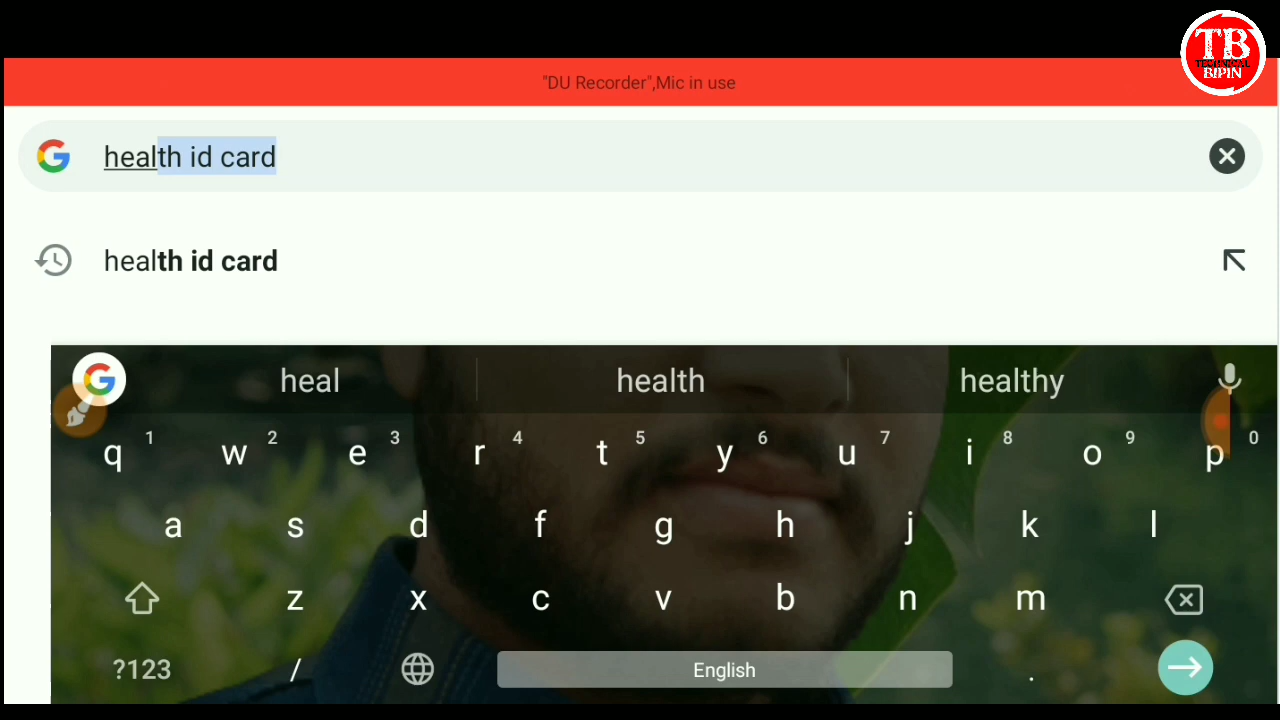 TB
TECHNICAL
BIPIN
"DU Recorder",Mic in use
health id card
health id card
heal health healthy
q 1 w 2 e 3 r 4 t 5 y 6 u 7 i 8 o 9 p 0
a s d f g h j k l
z x c v b n m
?123 / English .